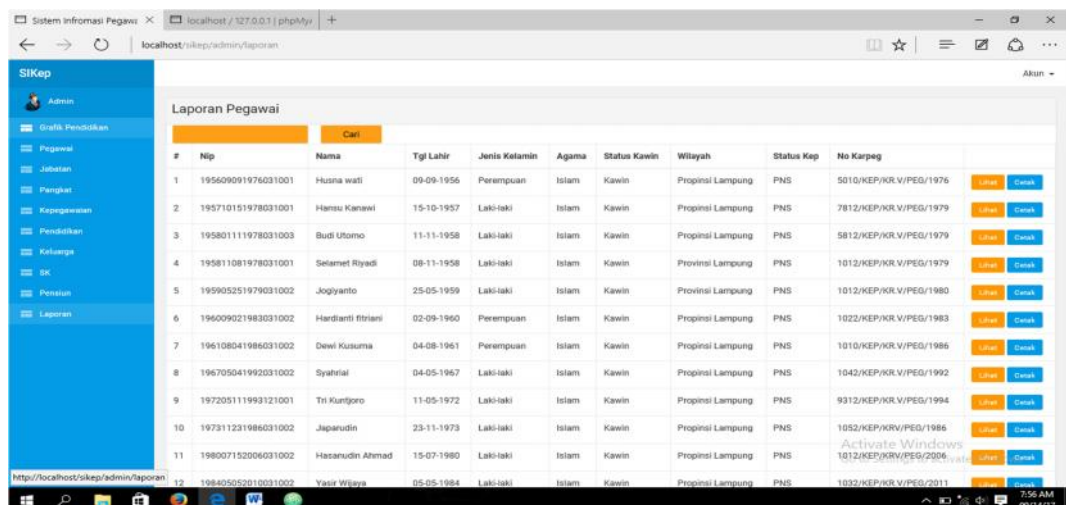 Sistem Infromasi Pegawa
localhost / 127.0.0.1 | phpMyA
localhost/sikep/admin/laporan
SIKep
Akun
Admin
Grafik Pendidikan
Pegawai
Jabatan
Pangkat
Kepegawaian
Pendidikan
Keluarga
SK
Pensiun
Laporan
Laporan Pegawai
Cari
# Nip Nama Tgl Lahir Jenis Kelamin Agama Status Kawin Wilayah Status Kep No Karpeg
1 195609091976031001 Husna wati 09-09-1956 Perempuan Islam Kawin Propinsi Lampung PNS 5010/KEP/KR.V/PEG/1976 Lihat Cetak
2 195710151978031001 Hansu Kanawi 15-10-1957 Laki-laki Islam Kawin Propinsi Lampung PNS 7812/KEP/KR.V/PEG/1979 Lihat Cetak
3 195801111978031003 Budi Utomo 11-11-1958 Laki-laki Islam Kawin Propinsi Lampung PNS 5812/KEP/KR.V/PEG/1979 Lihat Cetak
4 195811081978031001 Selamet Riyadi 08-11-1958 Laki-laki Islam Kawin Provinsi Lampung PNS 1012/KEP/KR.V/PEG/1979 Lihat Cetak
5 195905251979031002 Jogiyanto 25-05-1959 Laki-laki Islam Kawin Provinsi Lampung PNS 1012/KEP/KR.V/PEG/1980 Lihat Cetak
6 196009021983031002 Hardianti fitriani 02-09-1960 Perempuan Islam Kawin Propinsi Lampung PNS 1022/KEP/KR.V/PEG/1983 Lihat Cetak
7 196108041986031002 Dewi Kusuma 04-08-1961 Perempuan Islam Kawin Propinsi Lampung PNS 1010/KEP/KR.V/PEG/1986 Lihat Cetak
8 196705041992031002 Syahrial 04-05-1967 Laki-laki Islam Kawin Propinsi Lampung PNS 1042/KEP/KR.V/PEG/1992 Lihat Cetak
9 197205111993121001 Tri Kuntjoro 11-05-1972 Laki-laki Islam Kawin Propinsi Lampung PNS 9312/KEP/KR.V/PEG/1994 Lihat Cetak
10 197311231986031002 Japarudin 23-11-1973 Laki-laki Islam Kawin Propinsi Lampung PNS 1052/KEP/KRV/PEG/1986 Lihat Cetak
Activate Windows
11 198007152006031002 Hasanudin Ahmad 15-07-1980 Laki-laki Islam Kawin Propinsi Lampung PNS 1012/KEP/KRV/PEG/2006 Lihat Cetak
12 198405052010031002 Yasir Wijaya 05-05-1984 Laki-laki Islam Kawin Propinsi Lampung PNS 1032/KEP/KR.V/PEG/2011 Lihat Cetak
http://localhost/sikep/admin/laporan
7:56 AM